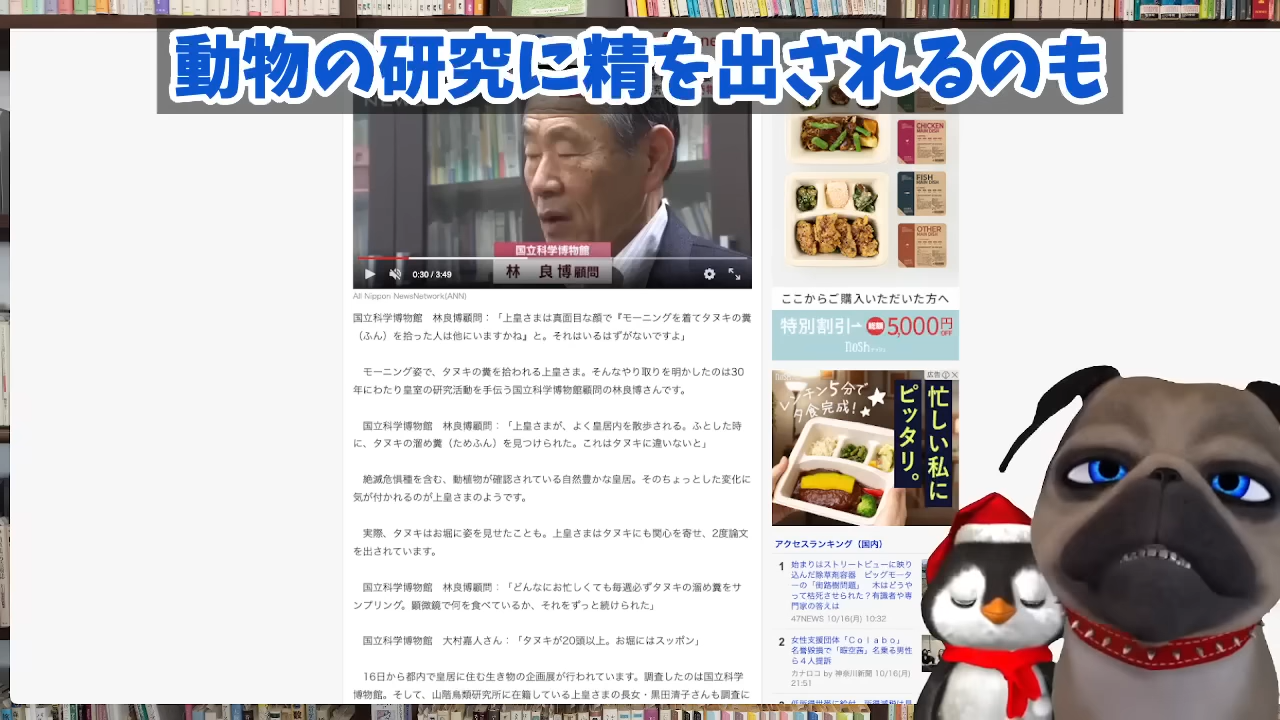 動物の研究に精を出されるのも
国立科学博物館
林　良博 顧問
0:30 / 3:49
All Nippon NewsNetwork(ANN)
国立科学博物館　林良博顧問：「上皇さまは真面目な顔で『モーニングを着てタヌキの糞
（ふん）を拾った人は他にいますかね』と。それはいるはずがないですよ」
モーニング姿で、タヌキの糞を拾われる上皇さま。そんなやり取りを明かしたのは30
年にわたり皇室の研究活動を手伝う国立科学博物館顧問の林良博さんです。
国立科学博物館　林良博顧問：「上皇さまが、よく皇居内を散歩される。ふとした時
に、タヌキの溜め糞（ためふん）を見つけられた。これはタヌキに違いないと」
絶滅危惧種を含む、動植物が確認されている自然豊かな皇居。そのちょっとした変化に
気が付かれるのが上皇さまのようです。
実際、タヌキはお堀に姿を見せたことも。上皇さまはタヌキにも関心を寄せ、2度論文
を出されています。
国立科学博物館　林良博顧問：「どんなにお忙しくても毎週必ずタヌキの溜め糞をサ
ンプリング。顕微鏡で何を食べているか、それをずっと続けられた」
国立科学博物館　大村嘉人さん：「タヌキが20頭以上。お堀にはスッポン」
16日から都内で皇居に住む生き物の企画展が行われています。調査したのは国立科学
博物館。そして、山階鳥類研究所に在籍している上皇さまの長女・黒田清子さんも調査に
CHICKEN
MAIN DISH
FISH
MAIN DISH
OTHER
MAIN DISH
ここからご購入いただいた方へ
特別割引 総額 5,000円 OFF
nosh
広告
レンチン5分で
夕食完成！
忙しい私に
ピッタリ。
アクセスランキング（国内）
1 始まりはストリートビューに映り
込んだ除草剤容器　ビッグモータ
ーの「街路樹問題」　木はどうや
って枯死させられた？有識者や専
門家の答えは
47NEWS 10/16(月) 10:32
2 女性支援団体「Ｃｏｌａｂｏ」
名誉毀損で「暇空茜」名乗る男性
ら４人提訴
カナロコ by 神奈川新聞 10/16(月)
21:51